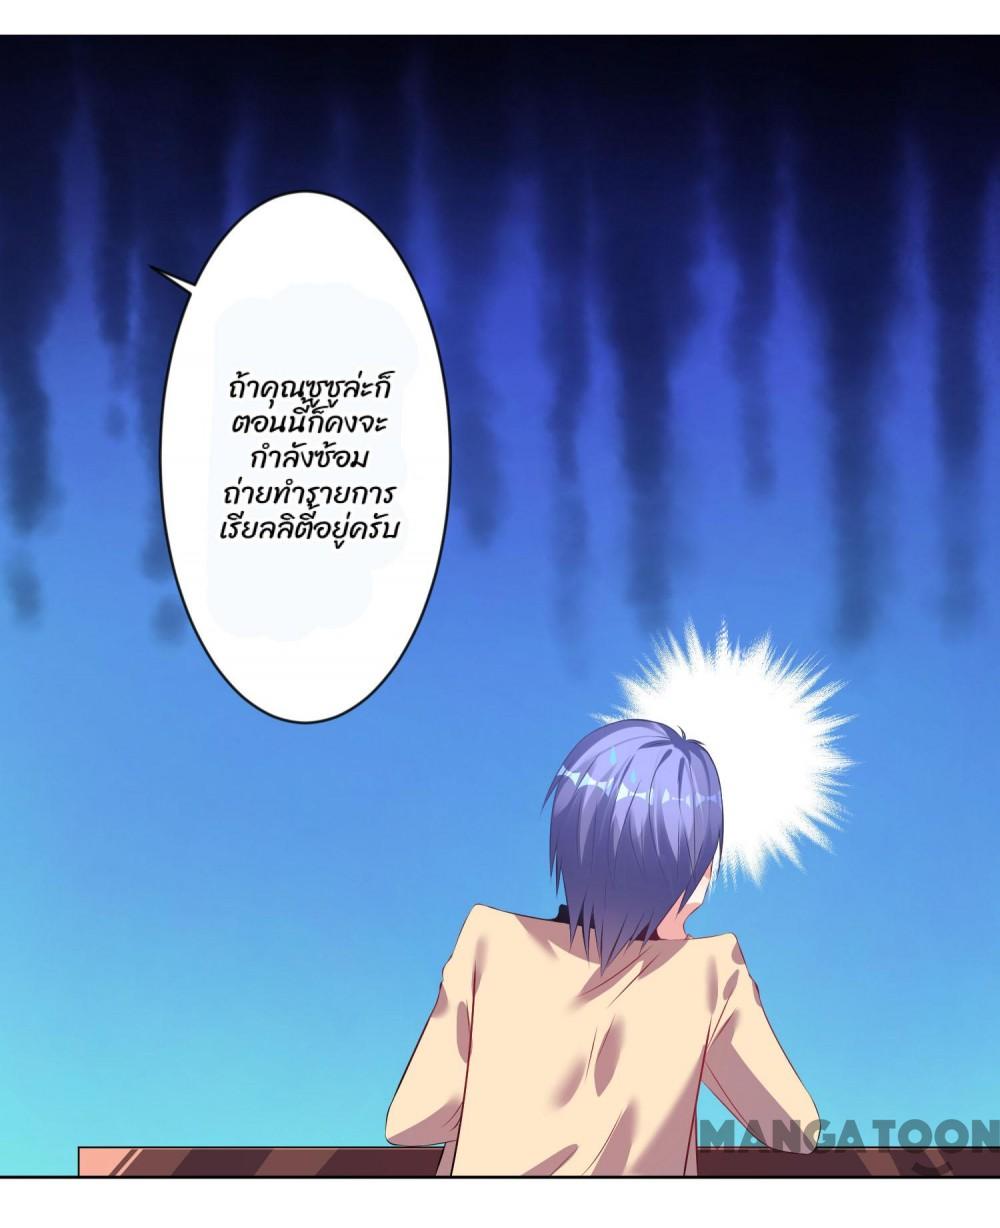 ถ้าคุณซูซูล่ะก็
ตอนนี้ก็คงจะ
กำลังซ้อม
ถ่ายทำรายการ
เรียลลิตี้อยู่ครับ
MANGATOON